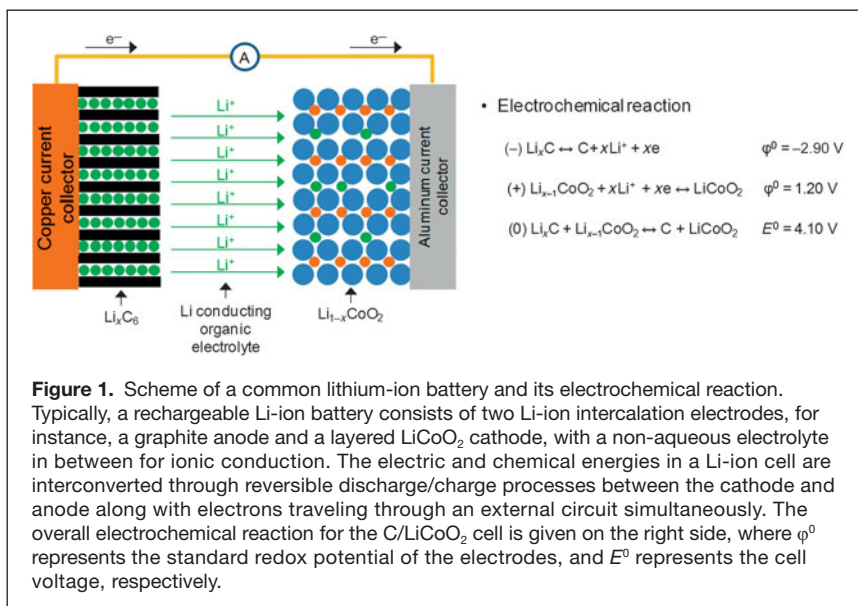 e⁻
A
e⁻
Copper current
collector
Li⁺
Li⁺
Li⁺
Li⁺
Li⁺
Li⁺
Li⁺
Li⁺
Li⁺
Aluminum current
collector
LiₓC₆
Li conducting
organic
electrolyte
Li₁₋ₓCoO₂
• Electrochemical reaction
(−) LiₓC ↔ C + xLi⁺ + xe φ⁰ = −2.90 V
(+) Liₓ₋₁CoO₂ + xLi⁺ + xe ↔ LiCoO₂ φ⁰ = 1.20 V
(0) LiₓC + Liₓ₋₁CoO₂ ↔ C + LiCoO₂ E⁰ = 4.10 V
Figure 1. Scheme of a common lithium-ion battery and its electrochemical reaction.
Typically, a rechargeable Li-ion battery consists of two Li-ion intercalation electrodes, for
instance, a graphite anode and a layered LiCoO₂ cathode, with a non-aqueous electrolyte
in between for ionic conduction. The electric and chemical energies in a Li-ion cell are
interconverted through reversible discharge/charge processes between the cathode and
anode along with electrons traveling through an external circuit simultaneously. The
overall electrochemical reaction for the C/LiCoO₂ cell is given on the right side, where φ⁰
represents the standard redox potential of the electrodes, and E⁰ represents the cell
voltage, respectively.